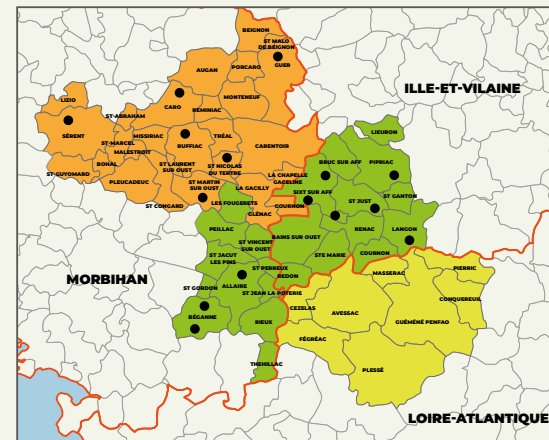 BEIGNON
ST MALO
DE BEIGNON
GUER
AUGAN
PORCARO
ILLE-ET-VILAINE
LIZIO
CARO
MONTENEUF
RÉMINIAC
ST-ABRAHAM
LIEURON
SÉRENT
MISSIRIAC
RUFFIAC
TRÉAL
CARENTOIR
ST-MARCEL
MALESTROIT
BOHAL
ST LAURENT
SUR OUST
ST NICOLAS
DU TERTRE
BRUC SUR AFF
PIPRIAC
ST GUYOMARD
PLEUCADEUC
ST MARTIN
SUR OUST
LA CHAPELLE
GACELINE
LA GACILLY
SIXT SUR AFF
ST GANTON
ST CONGARD
LES FOUGERETS
COURNON
ST JUST
GLÉNAC
PEILLAC
RENAC
LANGON
ST VINCENT
SUR OUST
BAINS SUR OUST
STE MARIE
COURNON
ST JACUT
LES PINS
ST PERREUX
REDON
MASSERAC
PIERRIC
MORBIHAN
ALLAIRE
ST JEAN LA POTERIE
CONQUEREUIL
ST GORDON
CEZELAS
AVESSAC
BÉGANNE
RIEUX
GUÉMÉNÉ PENFAO
FÉGRÉAC
THEHILLAC
PLESSÉ
LOIRE-ATLANTIQUE